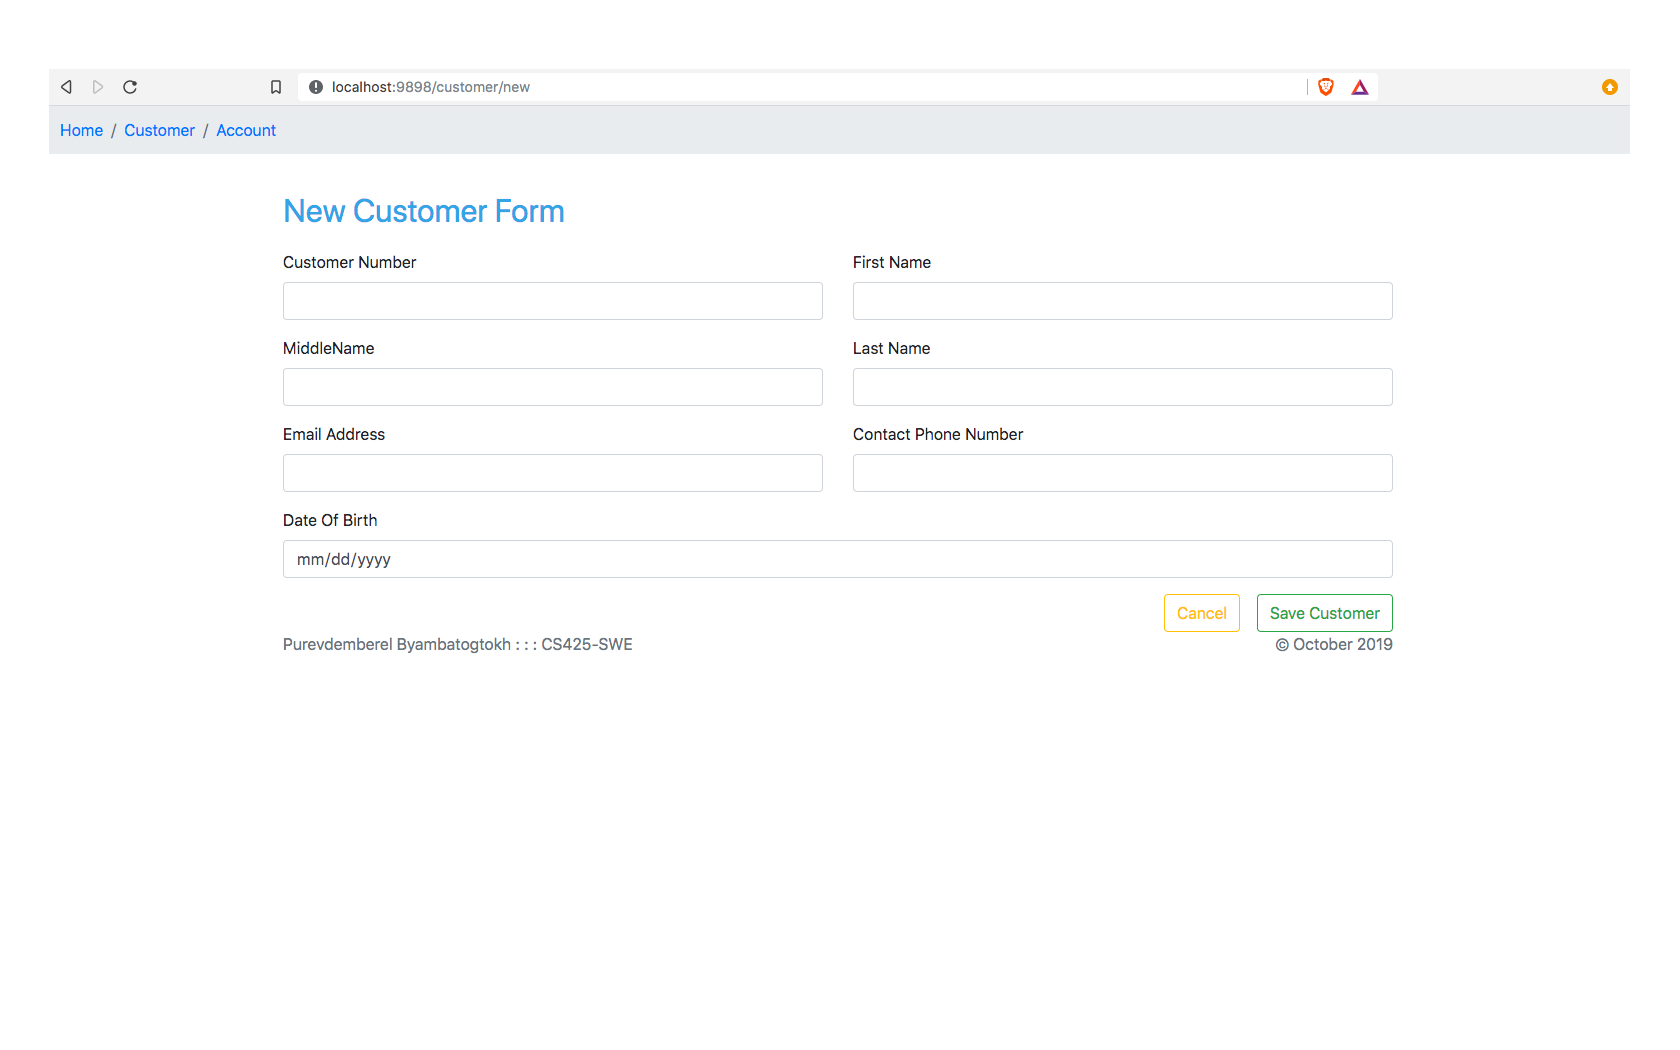 localhost:9898/customer/new
Home / Customer / Account
New Customer Form
Customer Number
First Name
MiddleName
Last Name
Email Address
Contact Phone Number
Date Of Birth
mm/dd/yyyy
Cancel
Save Customer
Purevdemberel Byambatogtokh : : : CS425-SWE
© October 2019